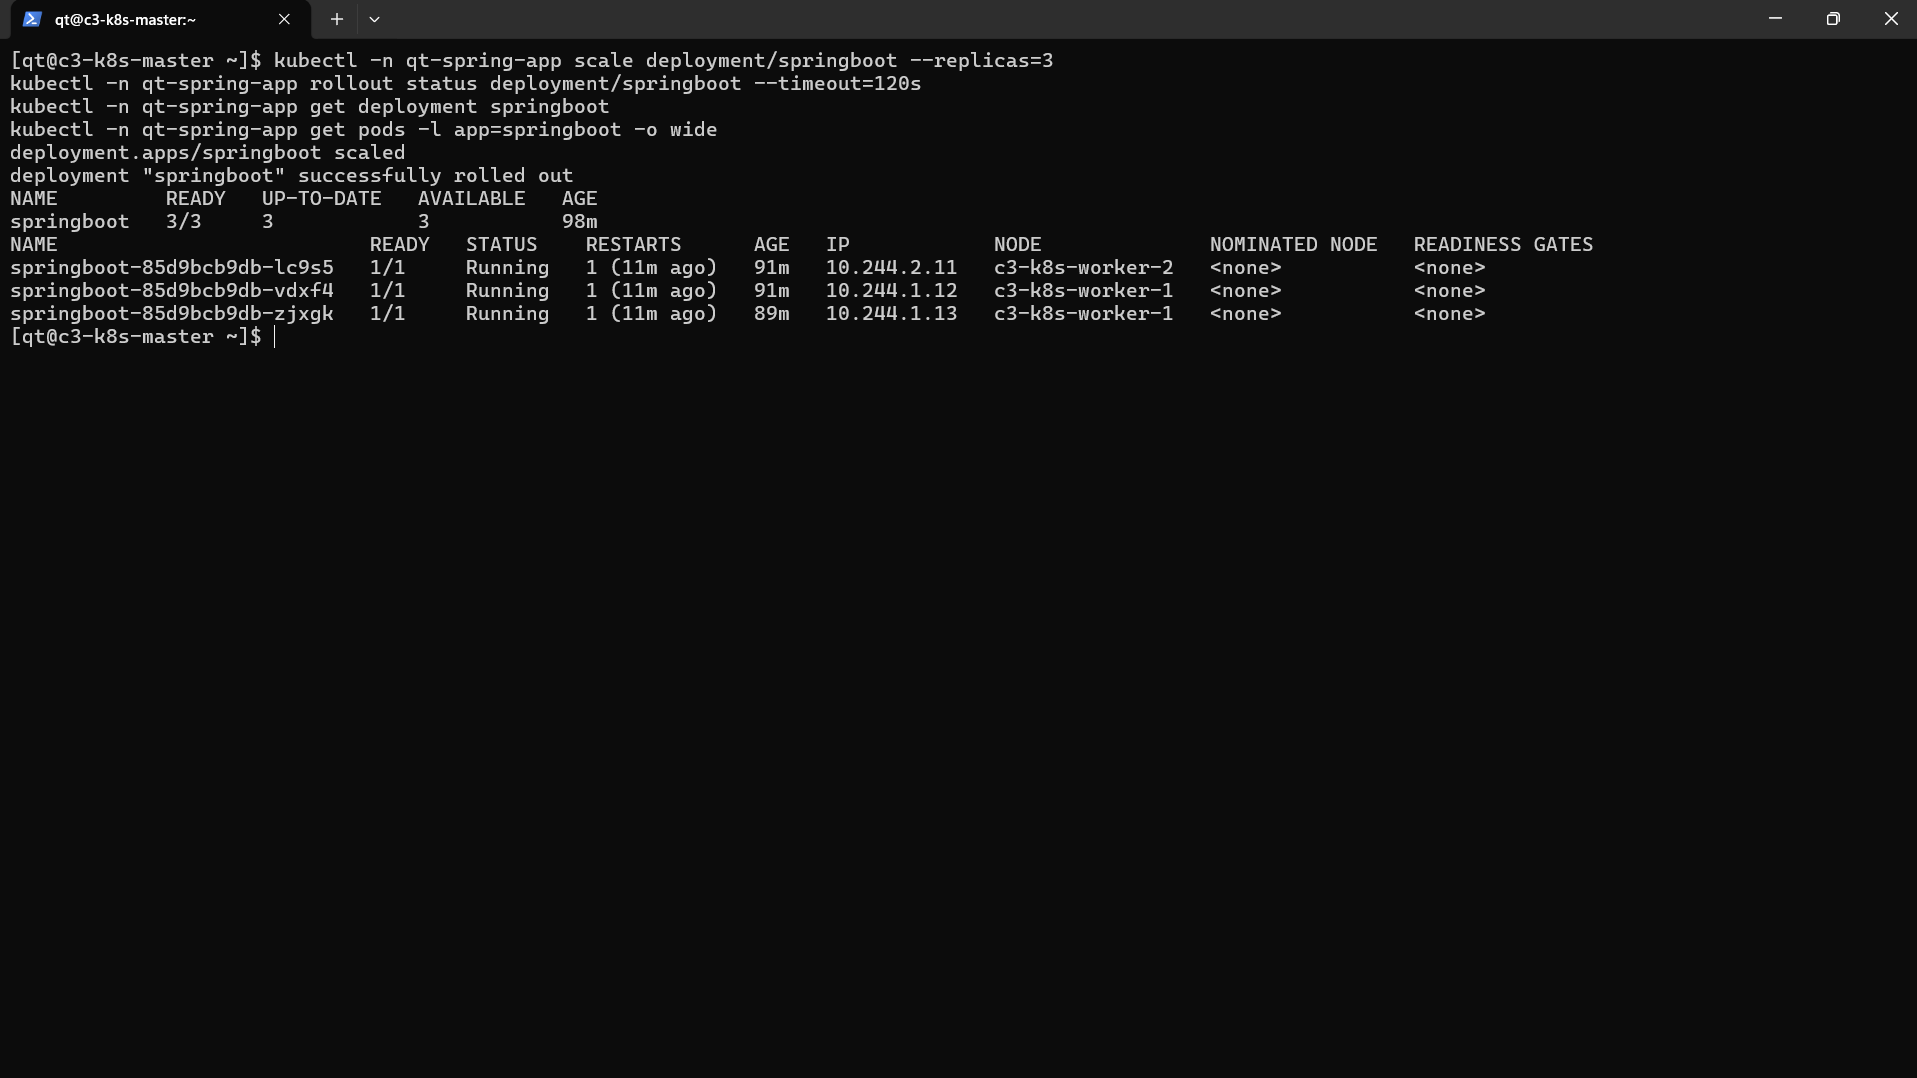 qt@c3-k8s-master:~
[qt@c3-k8s-master ~]$ kubectl -n qt-spring-app scale deployment/springboot --replicas=3
kubectl -n qt-spring-app rollout status deployment/springboot --timeout=120s
kubectl -n qt-spring-app get deployment springboot
kubectl -n qt-spring-app get pods -l app=springboot -o wide
deployment.apps/springboot scaled
deployment "springboot" successfully rolled out
NAME         READY   UP-TO-DATE   AVAILABLE   AGE
springboot   3/3     3            3           98m
NAME                          READY   STATUS    RESTARTS      AGE   IP            NODE              NOMINATED NODE   READINESS GATES
springboot-85d9bcb9db-lc9s5   1/1     Running   1 (11m ago)   91m   10.244.2.11   c3-k8s-worker-2   <none>           <none>
springboot-85d9bcb9db-vdxf4   1/1     Running   1 (11m ago)   91m   10.244.1.12   c3-k8s-worker-1   <none>           <none>
springboot-85d9bcb9db-zjxgk   1/1     Running   1 (11m ago)   89m   10.244.1.13   c3-k8s-worker-1   <none>           <none>
[qt@c3-k8s-master ~]$